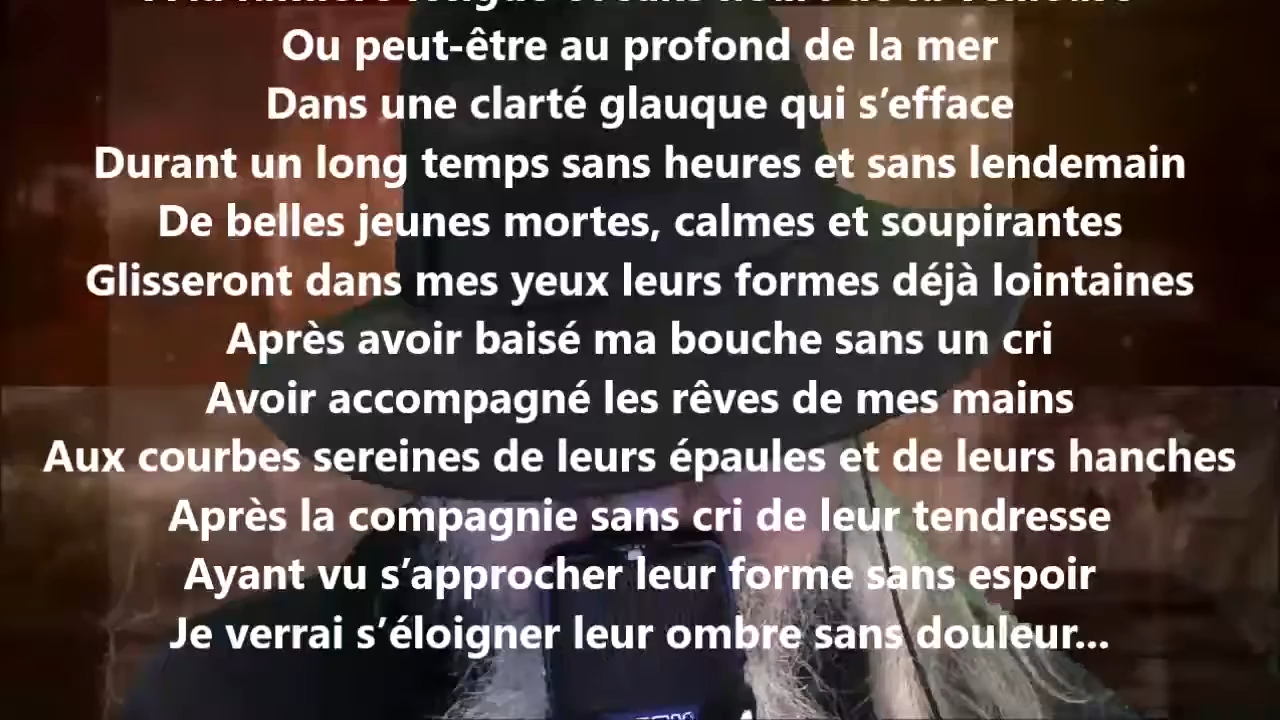 Ou peut-être au profond de la mer
Dans une clarté glauque qui s’efface
Durant un long temps sans heures et sans lendemain
De belles jeunes mortes, calmes et soupirantes
Glisseront dans mes yeux leurs formes déjà lointaines
Après avoir baisé ma bouche sans un cri
Avoir accompagné les rêves de mes mains
Aux courbes sereines de leurs épaules et de leurs hanches
Après la compagnie sans cri de leur tendresse
Ayant vu s’approcher leur forme sans espoir
Je verrai s’éloigner leur ombre sans douleur...